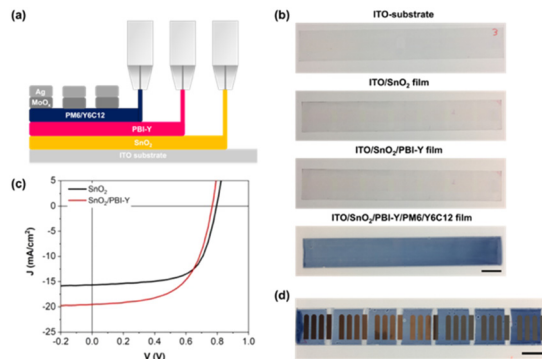 (a)
Ag
MoOₓ
PM6/Y6C12
PBI-Y
SnO₂
ITO substrate
(b)
ITO-substrate
ITO/SnO₂ film
ITO/SnO₂/PBI-Y film
ITO/SnO₂/PBI-Y/PM6/Y6C12 film
(c)
SnO₂
SnO₂/PBI-Y
J (mA/cm²)
5
0
-5
-10
-15
-20
-25
-0.2
0.0
0.2
0.4
0.6
0.8
1.0
V (V)
(d)